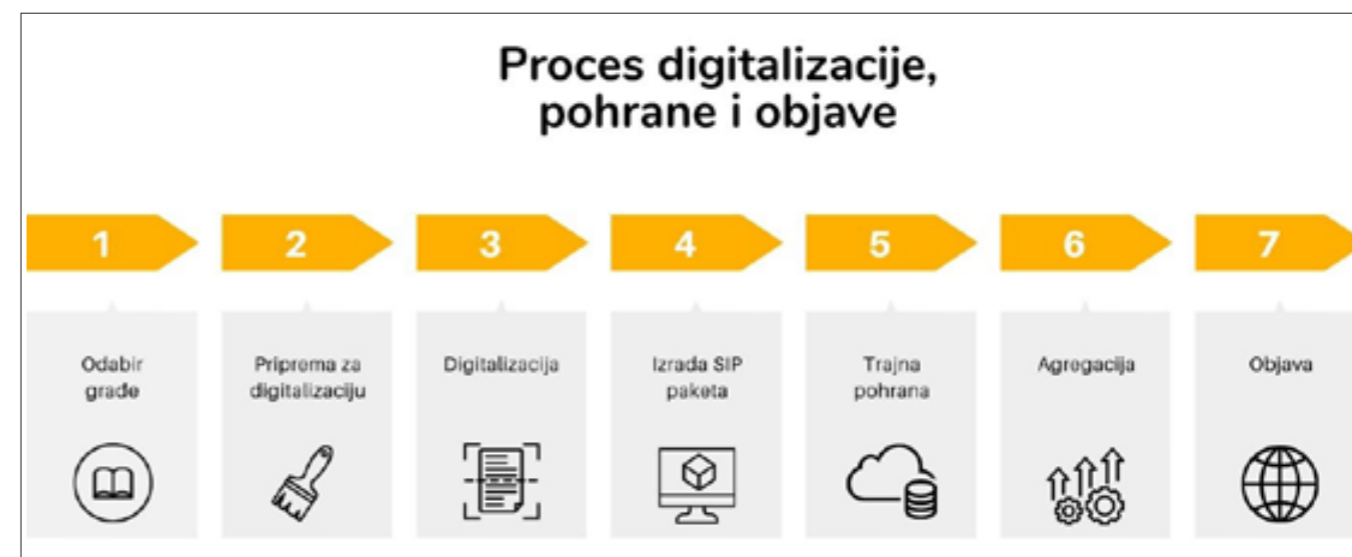 Proces digitalizacije,
pohrane i objave
1
2
3
4
5
6
7
Odabir
građe
Priprema za
digitalizaciju
Digitalizacija
Izrada SIP
paketa
Trajna
pohrana
Agregacija
Objava